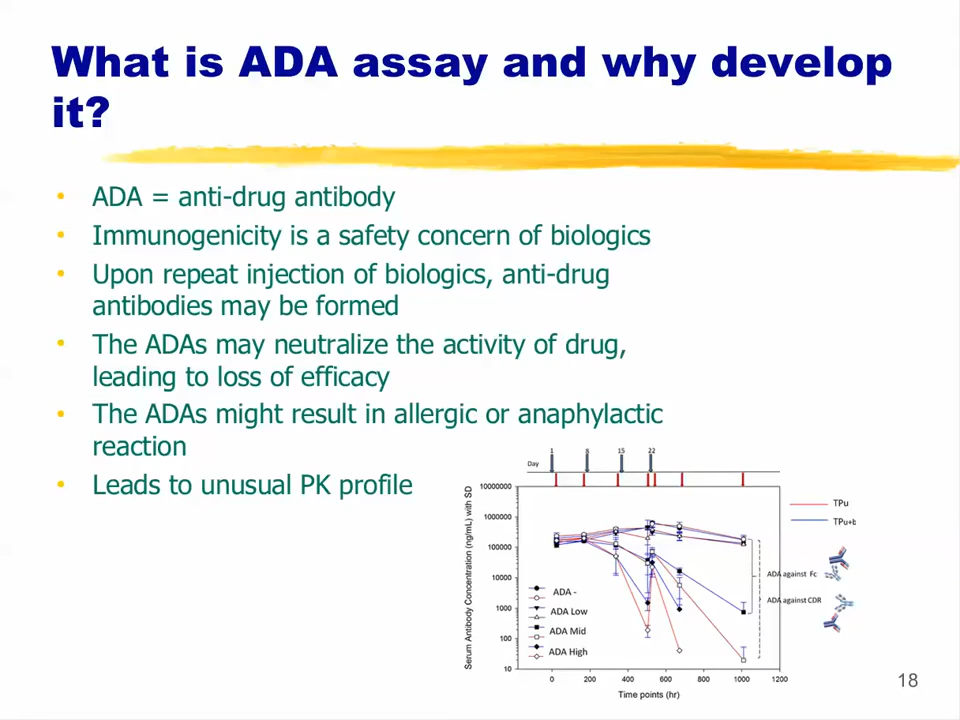 What is ADA assay and why develop
it?
• ADA = anti-drug antibody
• Immunogenicity is a safety concern of biologics
• Upon repeat injection of biologics, anti-drug
antibodies may be formed
• The ADAs may neutralize the activity of drug,
leading to loss of efficacy
• The ADAs might result in allergic or anaphylactic
reaction
• Leads to unusual PK profile
1 8 15 22
Day
Serum Antibody Concentration (ng/mL) with SD
10000000
1000000
100000
10000
1000
100
10
ADA -
ADA Low
ADA Mid
ADA High
0 200 400 600 800 1000 1200
Time points (hr)
TPu
TPu+b
ADA against Fc
ADA against CDR
18